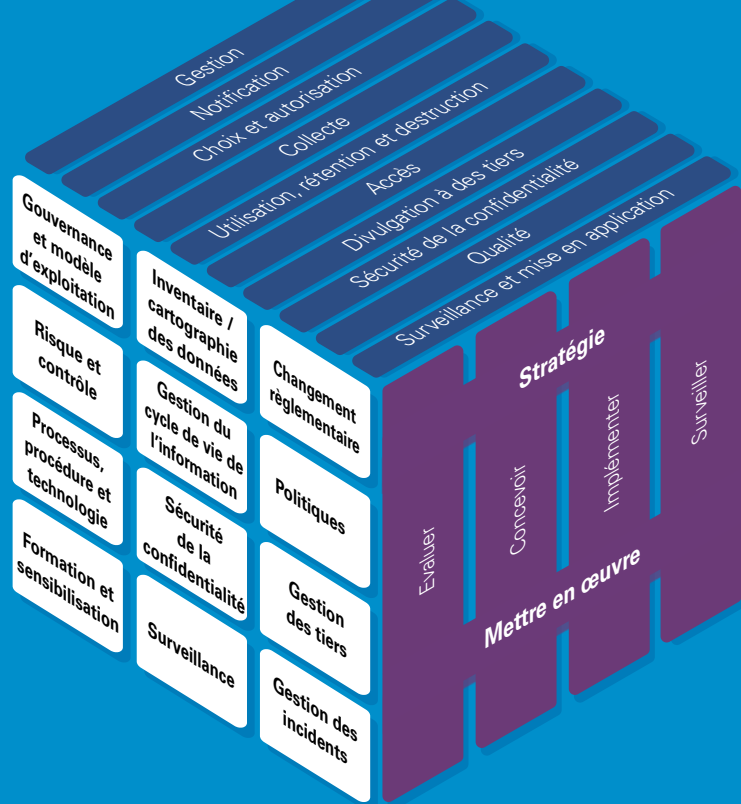 Gestion
Notification
Choix et autorisation
Collecte
Utilisation, rétention et destruction
Accès
Divulgation à des tiers
Sécurité de la confidentialité
Qualité
Surveillance et mise en application
Gouvernance
et modèle
d'exploitation
Inventaire /
cartographie
des données
Changement
règlementaire
Risque et
contrôle
Gestion du
cycle de vie de
l'information
Politiques
Processus,
procédure et
technologie
Sécurité
de la
confidentialité
Gestion
des tiers
Formation et
sensibilisation
Surveillance
Gestion des
incidents
Stratégie
Evaluer
Concevoir
Implémenter
Surveiller
Mettre en œuvre